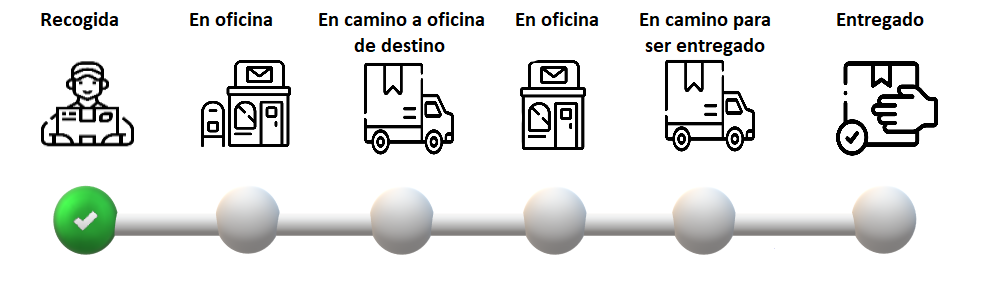 Recogida
En oficina
En camino a oficina
de destino
En oficina
En camino para
ser entregado
Entregado